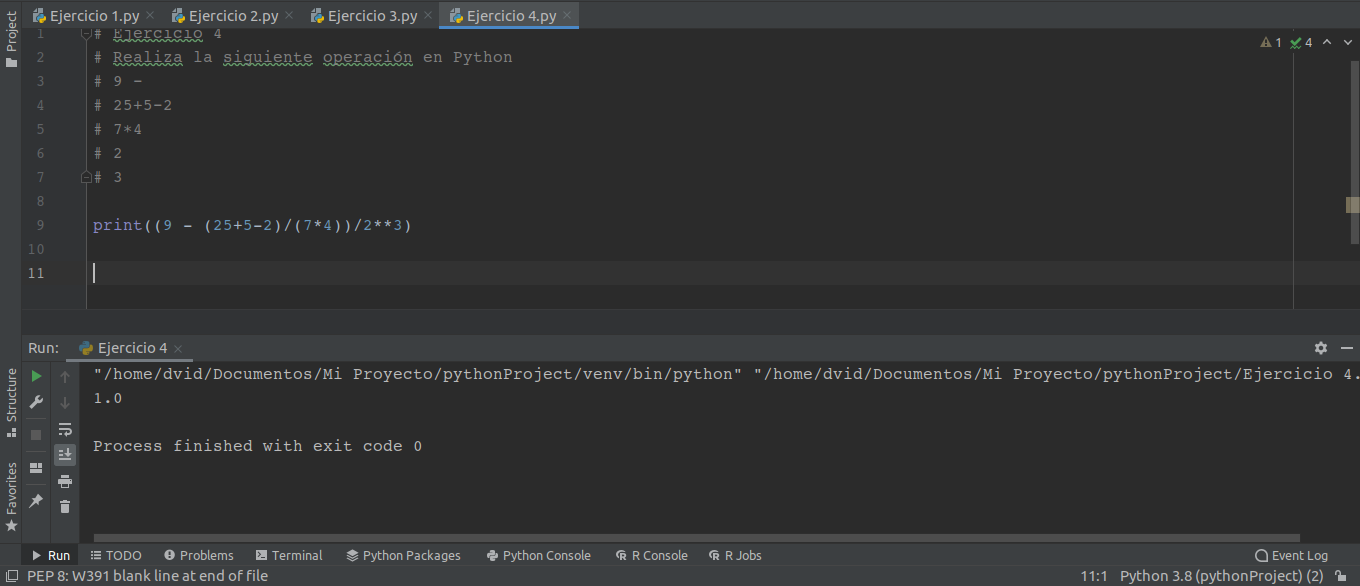 Project
Ejercicio 1.py
Ejercicio 2.py
Ejercicio 3.py
Ejercicio 4.py
1 4
1 # Ejercicio 4
2 # Realiza la siquiente operación en Python
3 # 9 -
4 # 25+5-2
5 # 7*4
6 # 2
7 # 3
8
9 print((9 - (25+5-2)/(7*4))/2**3)
10
11
Run: Ejercicio 4
Structure
Favorites
"/home/dvid/Documentos/Mi Proyecto/pythonProject/venv/bin/python" "/home/dvid/Documentos/Mi Proyecto/pythonProject/Ejercicio 4.
1.0
Process finished with exit code 0
Run TODO Problems Terminal Python Packages Python Console R Console R Jobs Event Log
PEP 8: W391 blank line at end of file 11:1 Python 3.8 (pythonProject) (2)